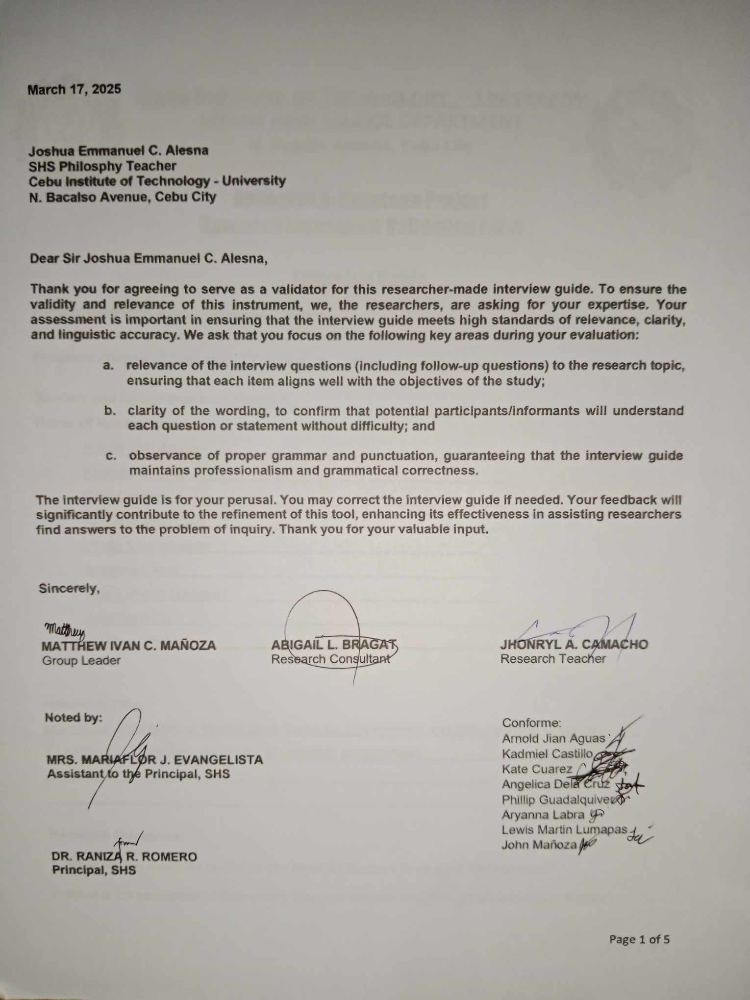 March 17, 2025
Joshua Emmanuel C. Alesna
SHS Philosphy Teacher
Cebu Institute of Technology - University
N. Bacalso Avenue, Cebu City
Dear Sir Joshua Emmanuel C. Alesna,
Thank you for agreeing to serve as a validator for this researcher-made interview guide. To ensure the
validity and relevance of this instrument, we, the researchers, are asking for your expertise. Your
assessment is important in ensuring that the interview guide meets high standards of relevance, clarity,
and linguistic accuracy. We ask that you focus on the following key areas during your evaluation:
a. relevance of the interview questions (including follow-up questions) to the research topic,
ensuring that each item aligns well with the objectives of the study;
b. clarity of the wording, to confirm that potential participants/informants will understand
each question or statement without difficulty; and
c. observance of proper grammar and punctuation, guaranteeing that the interview guide
maintains professionalism and grammatical correctness.
The interview guide is for your perusal. You may correct the interview guide if needed. Your feedback will
significantly contribute to the refinement of this tool, enhancing its effectiveness in assisting researchers
find answers to the problem of inquiry. Thank you for your valuable input.
Sincerely,
Matthew
MATTHEW IVAN C. MAÑOZA
Group Leader
ABIGAIL L. BRAGAT
Research Consultant
JHONRYL A. CAMACHO
Research Teacher
Noted by:
MRS. MARIAFLOR J. EVANGELISTA
Assistant to the Principal, SHS
DR. RANIZA R. ROMERO
Principal, SHS
Conforme:
Arnold Jian Aguas
Kadmiel Castillo
Kate Cuarez
Angelica Dela Cruz
Phillip Guadalquiver
Aryanna Labra
Lewis Martin Lumapas
John Mañoza
Page 1 of 5